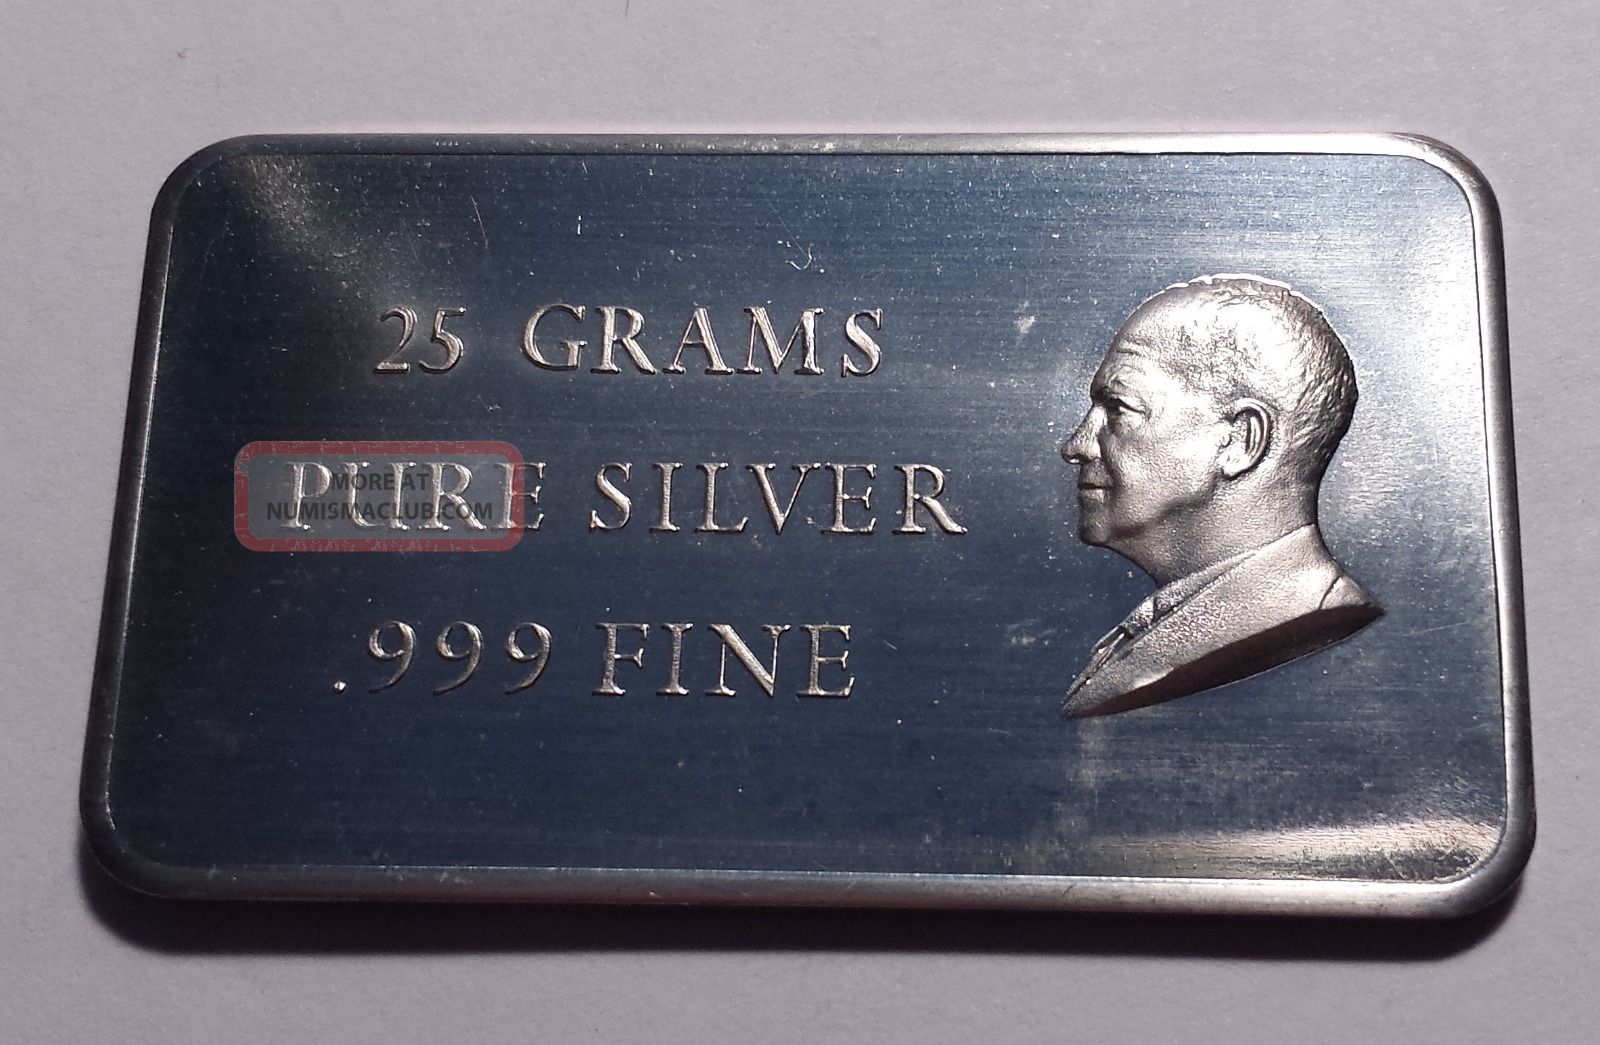 25 GRAMS
PURE SILVER
.999 FINE
MORE AT
NUMISMACLUB.COM